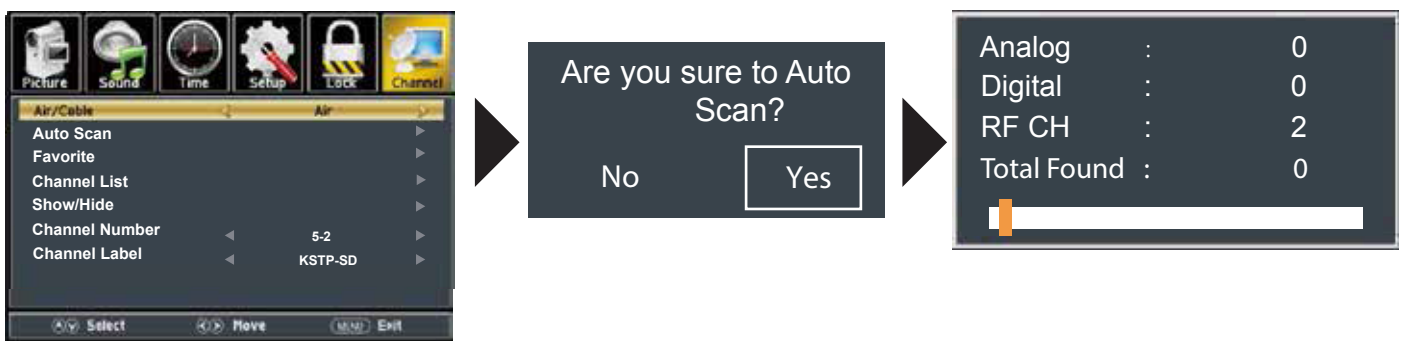 Picture Sound Time Setup Lock Channel
Air/Cable Air
Auto Scan
Favorite
Channel List
Show/Hide
Channel Number 5-2
Channel Label KSTP-SD
Select Move MENU Exit
Are you sure to Auto
Scan?
No Yes
Analog : 0
Digital : 0
RF CH : 2
Total Found : 0